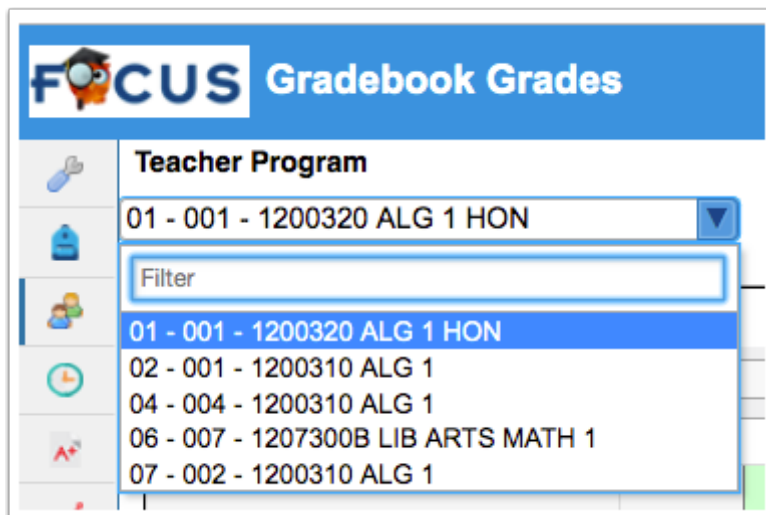 FOCUS Gradebook Grades
Teacher Program
01 - 001 - 1200320 ALG 1 HON
Filter
01 - 001 - 1200320 ALG 1 HON
02 - 001 - 1200310 ALG 1
04 - 004 - 1200310 ALG 1
06 - 007 - 1207300B LIB ARTS MATH 1
07 - 002 - 1200310 ALG 1
A+